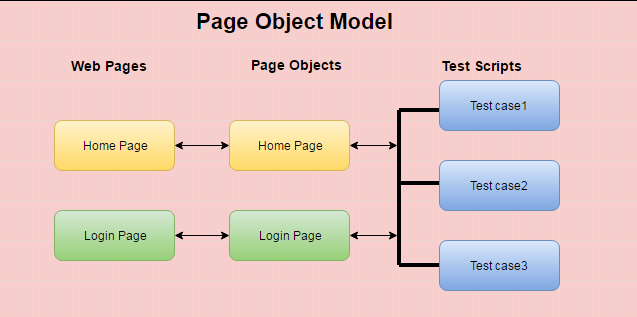 Page Object Model
Web Pages
Page Objects
Test Scripts
Home Page
Home Page
Login Page
Login Page
Test case1
Test case2
Test case3